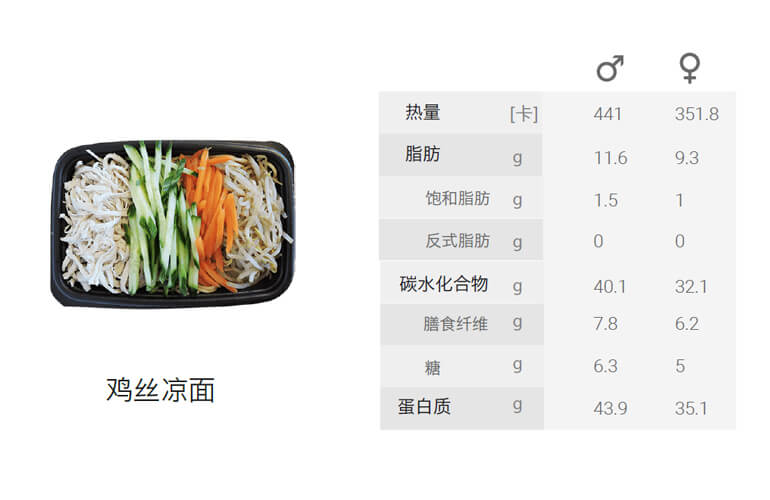 ♂ ♀
热量 [卡] 441 351.8
脂肪 g 11.6 9.3
饱和脂肪 g 1.5 1
反式脂肪 g 0 0
碳水化合物 g 40.1 32.1
膳食纤维 g 7.8 6.2
糖 g 6.3 5
蛋白质 g 43.9 35.1
鸡丝凉面